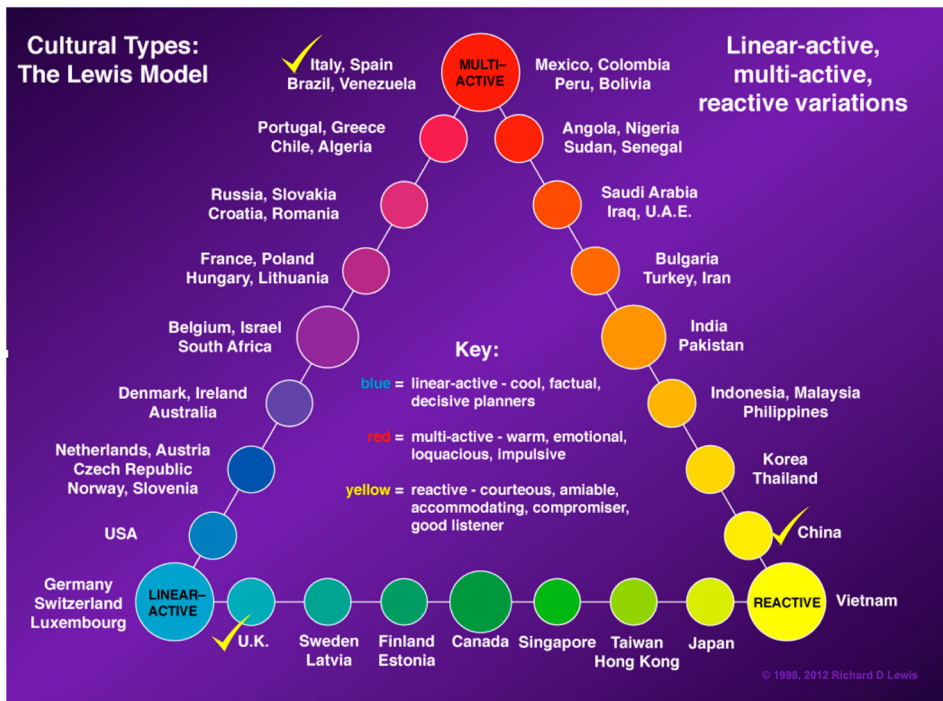 Cultural Types:
The Lewis Model
Linear-active,
multi-active,
reactive variations
Italy, Spain
Brazil, Venezuela
MULTI–
ACTIVE
Mexico, Colombia
Peru, Bolivia
Portugal, Greece
Chile, Algeria
Angola, Nigeria
Sudan, Senegal
Russia, Slovakia
Croatia, Romania
Saudi Arabia
Iraq, U.A.E.
France, Poland
Hungary, Lithuania
Bulgaria
Turkey, Iran
Belgium, Israel
South Africa
India
Pakistan
Key:
blue = linear-active - cool, factual,
decisive planners
red = multi-active - warm, emotional,
loquacious, impulsive
yellow = reactive - courteous, amiable,
accommodating, compromiser,
good listener
Denmark, Ireland
Australia
Indonesia, Malaysia
Philippines
Netherlands, Austria
Czech Republic
Norway, Slovenia
Korea
Thailand
USA
China
Germany
Switzerland
Luxembourg
LINEAR–
ACTIVE
REACTIVE
Vietnam
U.K.
Sweden
Latvia
Finland
Estonia
Canada
Singapore
Taiwan
Hong Kong
Japan
© 1998, 2012 Richard D Lewis